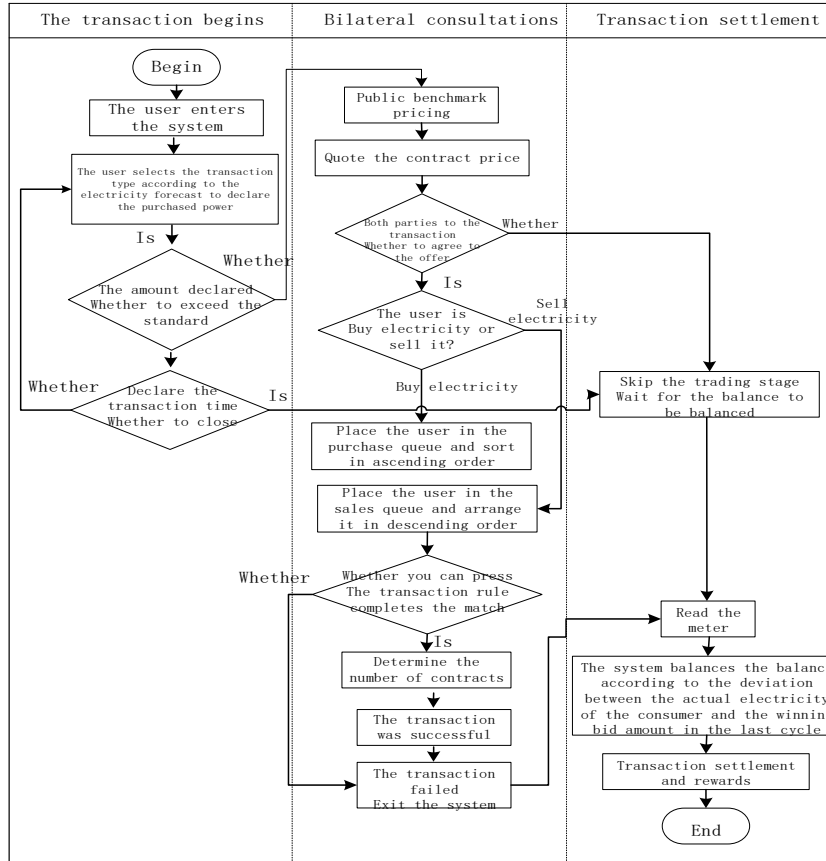 The transaction begins
Bilateral consultations
Transaction settlement
Begin
The user enters
the system
The user selects the transaction
type according to the
electricity forecast to declare
the purchased power
Is
Whether
The amount declared
Whether to exceed the
standard
Whether
Declare the
transaction time
Whether to close
Is
Public benchmark
pricing
Quote the contract price
Both parties to the
transaction
Whether to agree to
the offer
Whether
Is
The user is
Buy electricity or
sell it?
Sell
electricity
Buy electricity
Place the user in the
purchase queue and sort
in ascending order
Place the user in the
sales queue and arrange
it in descending order
Whether
Whether you can press
The transaction rule
completes the match
Is
Determine the
number of contracts
The transaction
was successful
The transaction
failed
Exit the system
Skip the trading stage
Wait for the balance to
be balanced
Read the
meter
The system balances the balanc
according to the deviation
between the actual electricity
of the consumer and the winnin
bid amount in the last cycle
Transaction settlement
and rewards
End